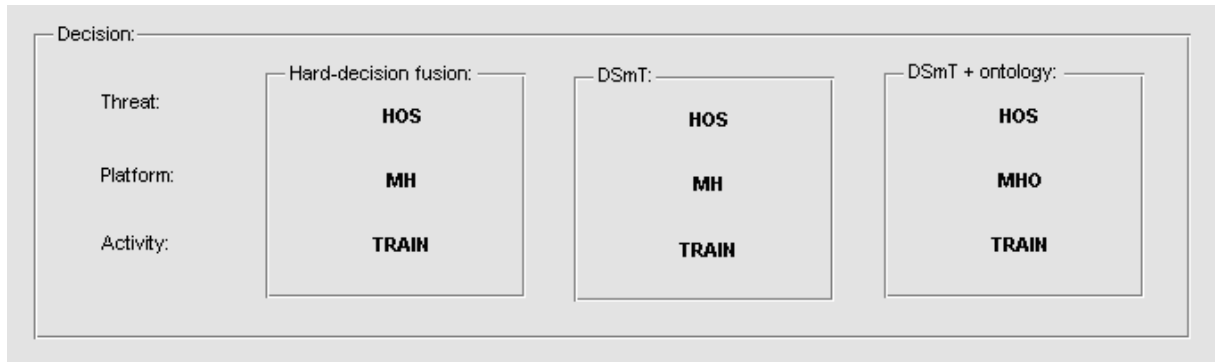 Decision:
Hard-decision fusion: DSmT: DSmT + ontology:
Threat: HOS HOS HOS
Platform: MH MH MHO
Activity: TRAIN TRAIN TRAIN